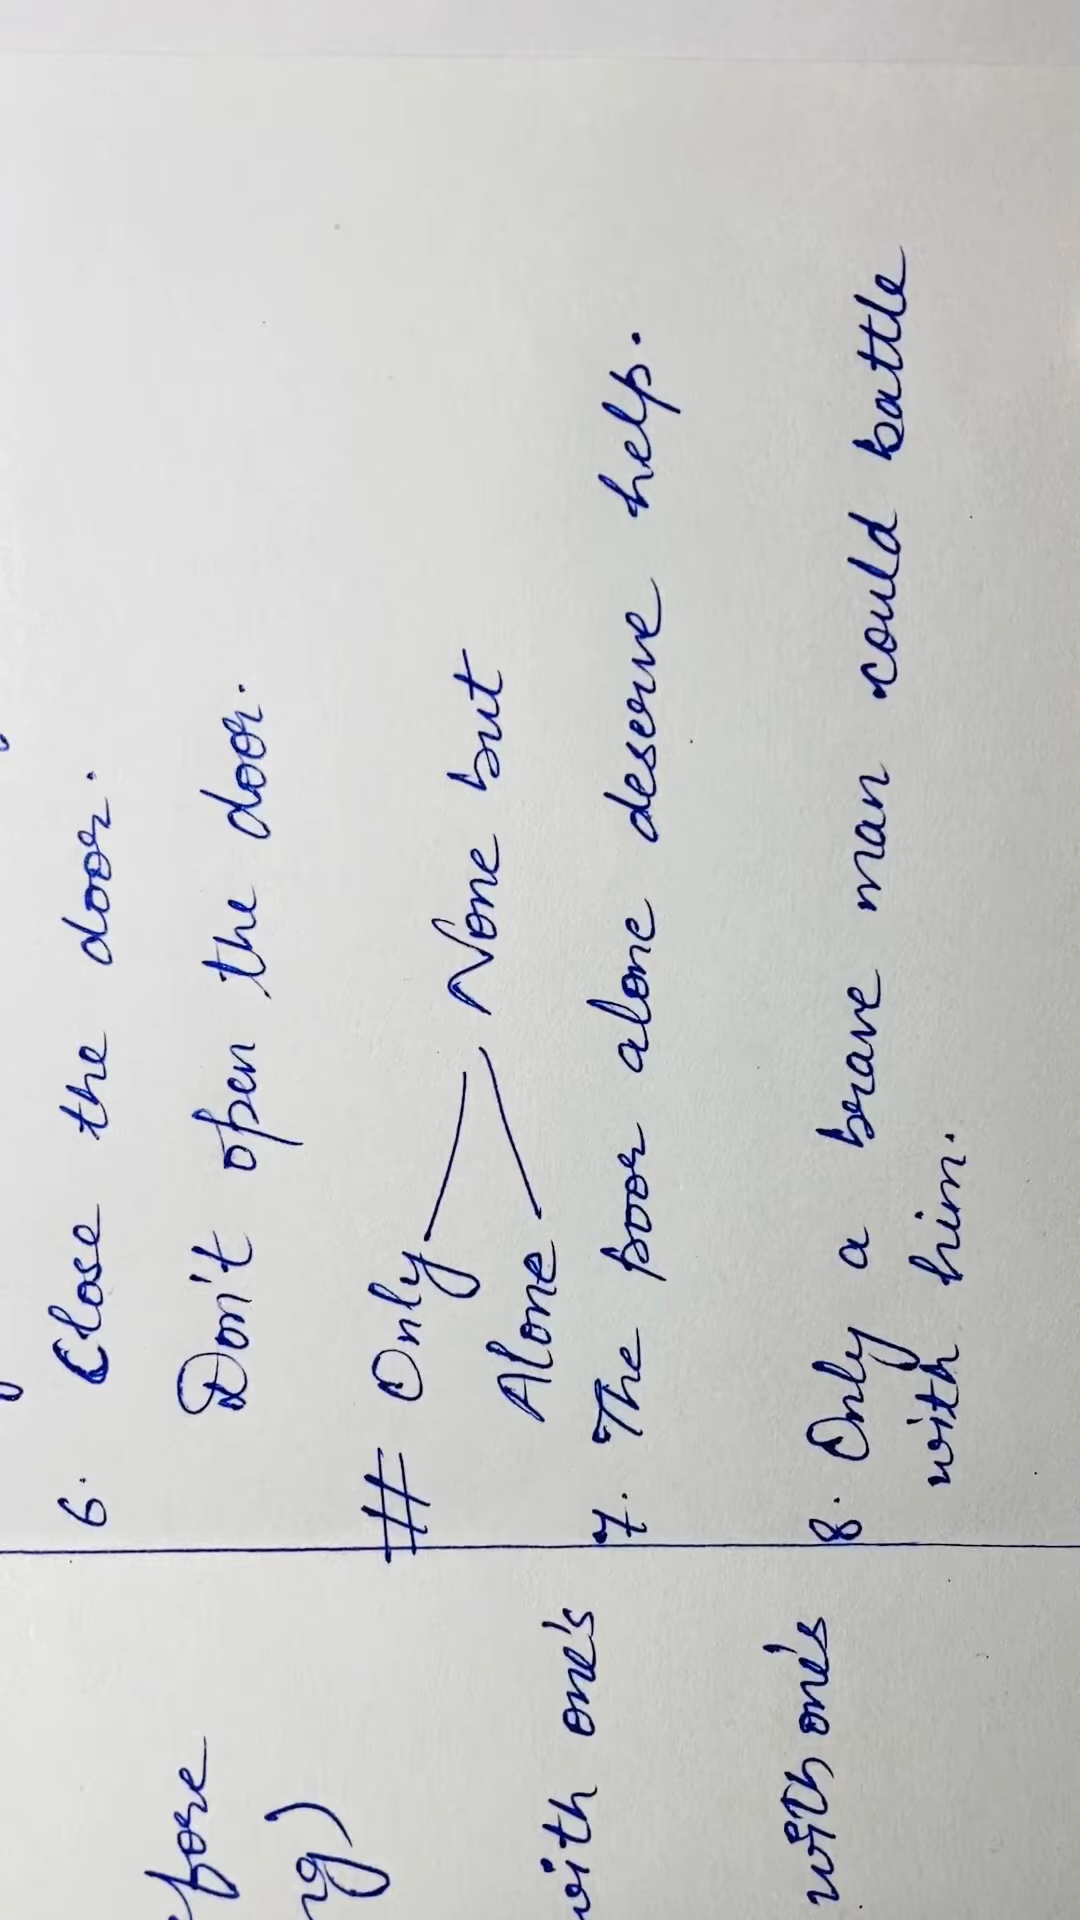 6. Close the door.
Don't open the door.
# Only
None but
Alone
7. The poor alone deserve help.
8. Only a brave man could battle
with him.
with one's
with one's